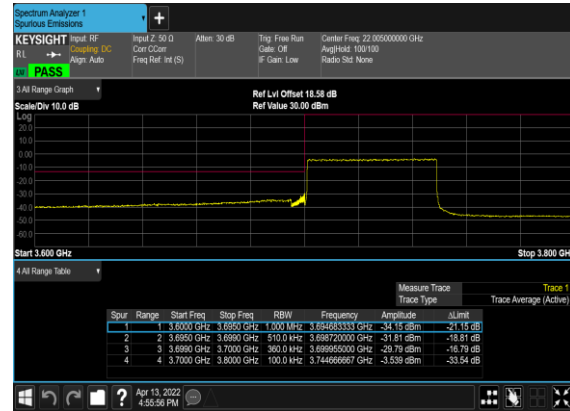 Spectrum Analyzer 1
Spurious Emissions
+
KEYSIGHT Input: RF Input Z: 50 Ω Atten: 30 dB Trig: Free Run Center Freq: 22.005000000 GHz
RL Coupling: DC Corr CCorr Gate: Off Avg|Hold: 100/100
Align: Auto Freq Ref: Int (S) IF Gain: Low Radio Std: None
LXI PASS
3 All Range Graph Ref Lvl Offset 18.58 dB
Scale/Div 10.0 dB Ref Value 30.00 dBm
Log
20.0
10.0
0.00
-10.0
-20.0
-30.0
-40.0
-50.0
-60.0
Start 3.600 GHz Stop 3.800 GH
4 All Range Table
Measure Trace Trace 1
Trace Type Trace Average (Active)
Spur Range Start Freq Stop Freq RBW Frequency Amplitude ΔLimit
1 1 3.6000 GHz 3.6950 GHz 1.000 MHz 3.694683333 GHz -34.15 dBm -21.15 dB
2 2 3.6950 GHz 3.6990 GHz 510.0 kHz 3.698720000 GHz -31.81 dBm -18.81 dB
3 3 3.6990 GHz 3.7000 GHz 360.0 kHz 3.699955000 GHz -29.79 dBm -16.79 dB
4 4 3.7000 GHz 3.8000 GHz 100.0 kHz 3.744666667 GHz -3.539 dBm -33.54 dB
? Apr 13, 2022
4:55:56 PM